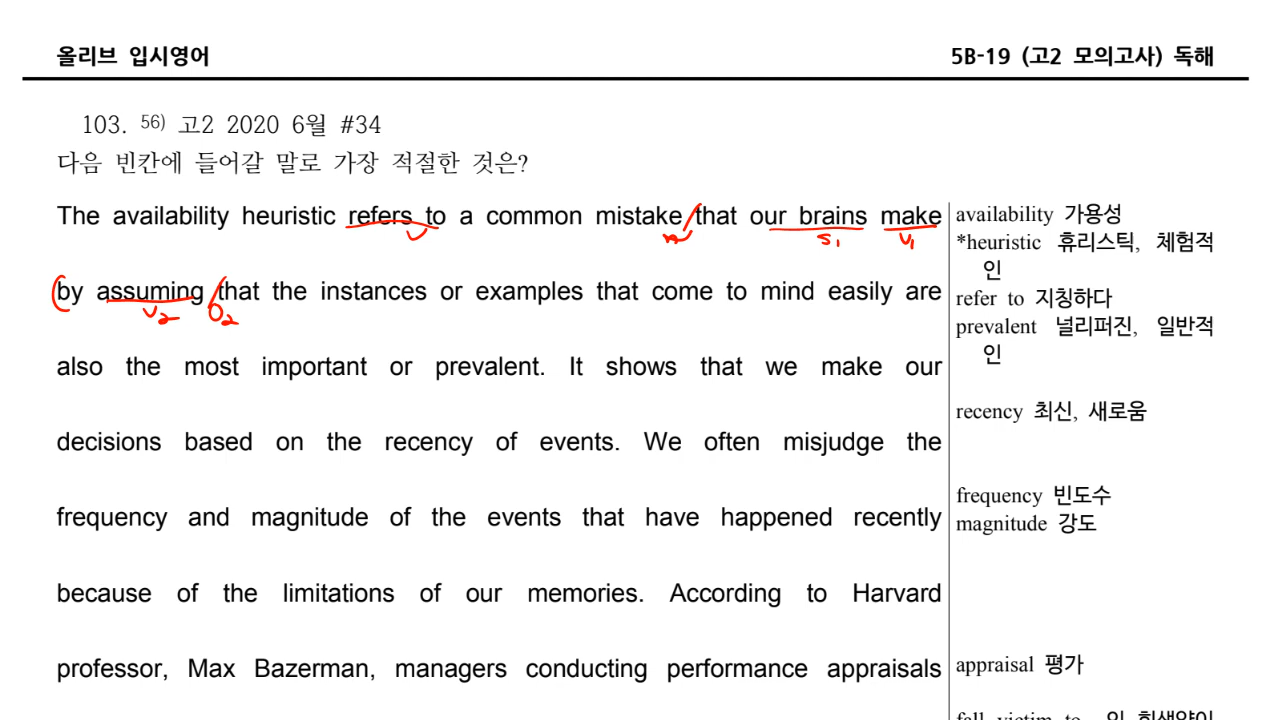 올리브 입시영어
5B-19 (고2 모의고사) 독해
103. 56) 고2 2020 6월 #34
다음 빈칸에 들어갈 말로 가장 적절한 것은?
The availability heuristic refers to a common mistake that our brains make
by assuming that the instances or examples that come to mind easily are
also the most important or prevalent. It shows that we make our
decisions based on the recency of events. We often misjudge the
frequency and magnitude of the events that have happened recently
because of the limitations of our memories. According to Harvard
professor, Max Bazerman, managers conducting performance appraisals
availability 가용성
*heuristic 휴리스틱, 체험적
인
refer to 지칭하다
prevalent 널리퍼진, 일반적
인
recency 최신, 새로움
frequency 빈도수
magnitude 강도
appraisal 평가
fall victim to
v
n
S1
V1
V2
O2